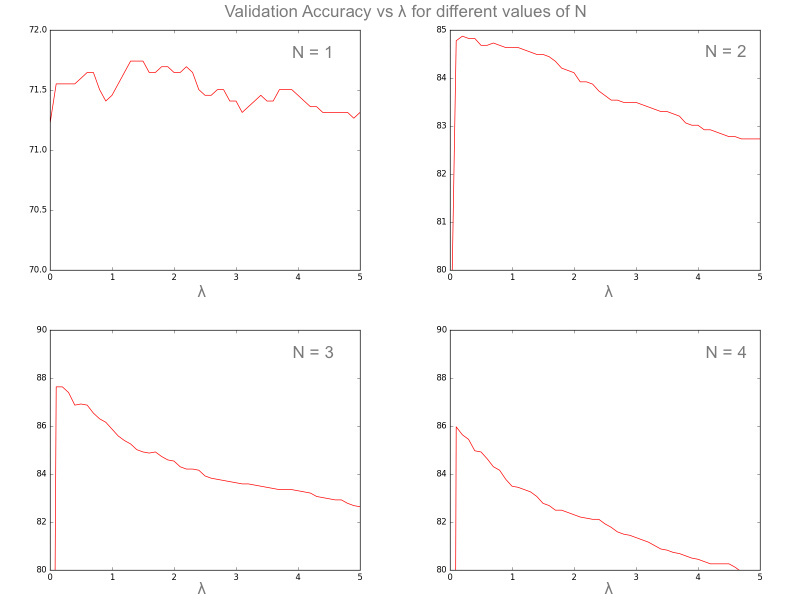 Validation Accuracy vs λ for different values of N
72.0
71.5
71.0
70.5
70.0
N = 1
0 1 2 3 4 5
λ
85
84
83
82
81
80
N = 2
0 1 2 3 4 5
λ
90
88
86
84
82
80
N = 3
0 1 2 3 4 5
λ
90
88
86
84
82
80
N = 4
0 1 2 3 4 5
λ